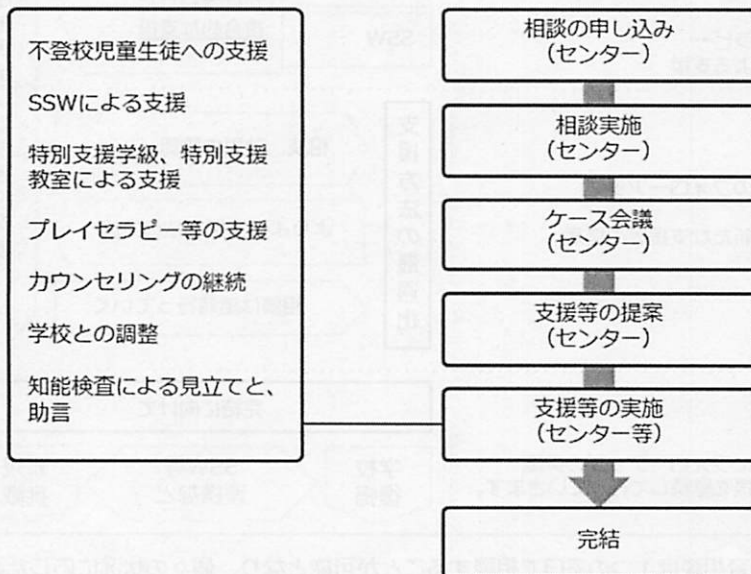 不登校児童生徒への支援
SSWによる支援
特別支援学級、特別支援
教室による支援
プレイセラピー等の支援
カウンセリングの継続
学校との調整
知能検査による見立てと、
助言
相談の申し込み
（センター）
相談実施
（センター）
ケース会議
（センター）
支援等の提案
（センター）
支援等の実施
（センター等）
完結